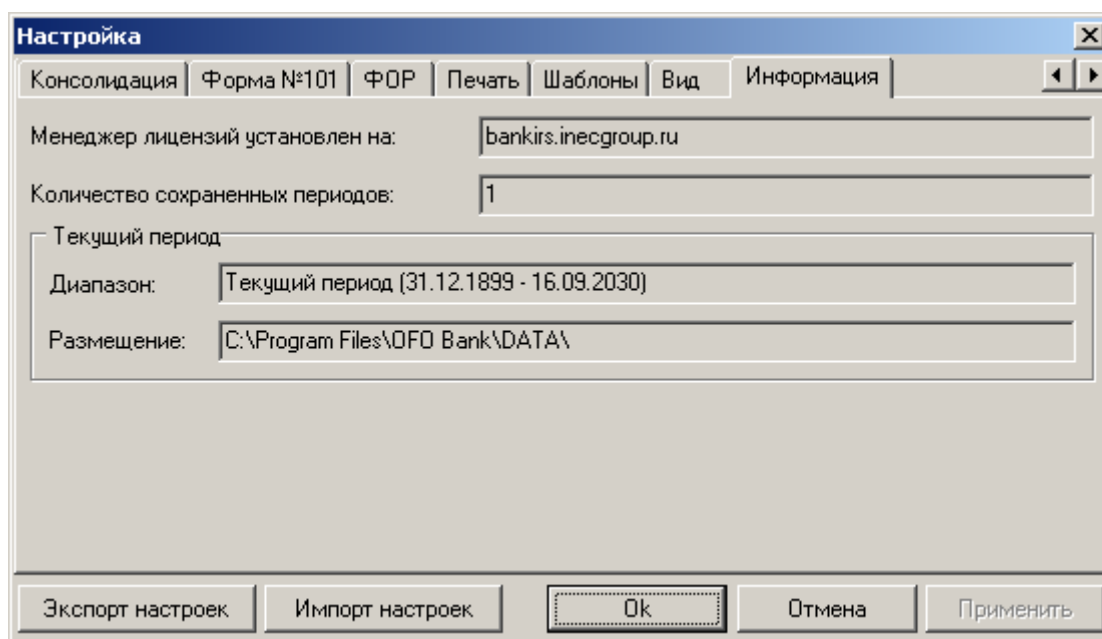 Настройка
Консолидация Форма №101 ФОР Печать Шаблоны Вид Информация
Менеджер лицензий установлен на: bankirs.inecgroup.ru
Количество сохраненных периодов: 1
Текущий период
Диапазон: Текущий период (31.12.1899 - 16.09.2030)
Размещение: C:\Program Files\OFO Bank\DATA\
Экспорт настроек Импорт настроек Ok Отмена Применить